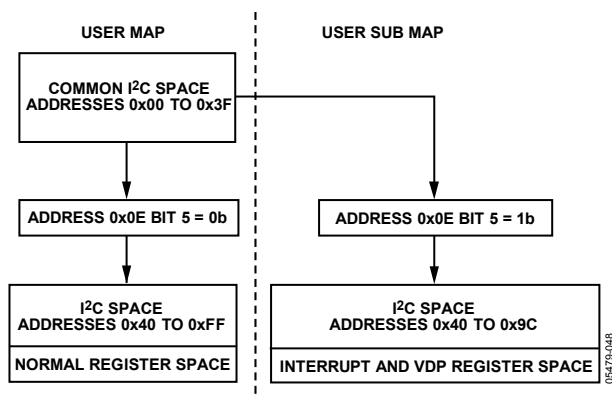 USER MAP
USER SUB MAP
COMMON I²C SPACE
ADDRESSES 0x00 TO 0x3F
ADDRESS 0x0E BIT 5 = 0b
ADDRESS 0x0E BIT 5 = 1b
I²C SPACE
ADDRESSES 0x40 TO 0xFF
NORMAL REGISTER SPACE
I²C SPACE
ADDRESSES 0x40 TO 0x9C
INTERRUPT AND VDP REGISTER SPACE
05479-048